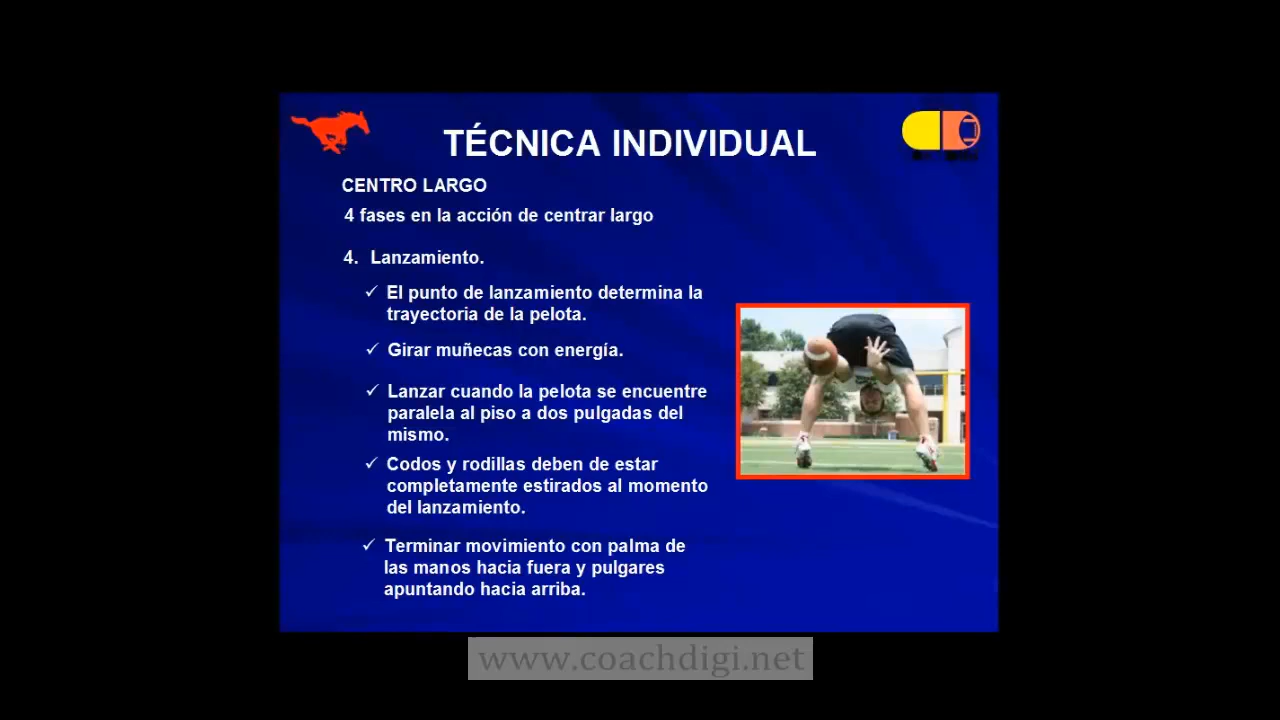 TÉCNICA INDIVIDUAL
CENTRO LARGO
4 fases en la acción de centrar largo
4. Lanzamiento.
✓ El punto de lanzamiento determina la
trayectoria de la pelota.
✓ Girar muñecas con energía.
✓ Lanzar cuando la pelota se encuentre
paralela al piso a dos pulgadas del
mismo.
✓ Codos y rodillas deben de estar
completamente estirados al momento
del lanzamiento.
✓ Terminar movimiento con palma de
las manos hacia fuera y pulgares
apuntando hacia arriba.
www.coachdigi.net